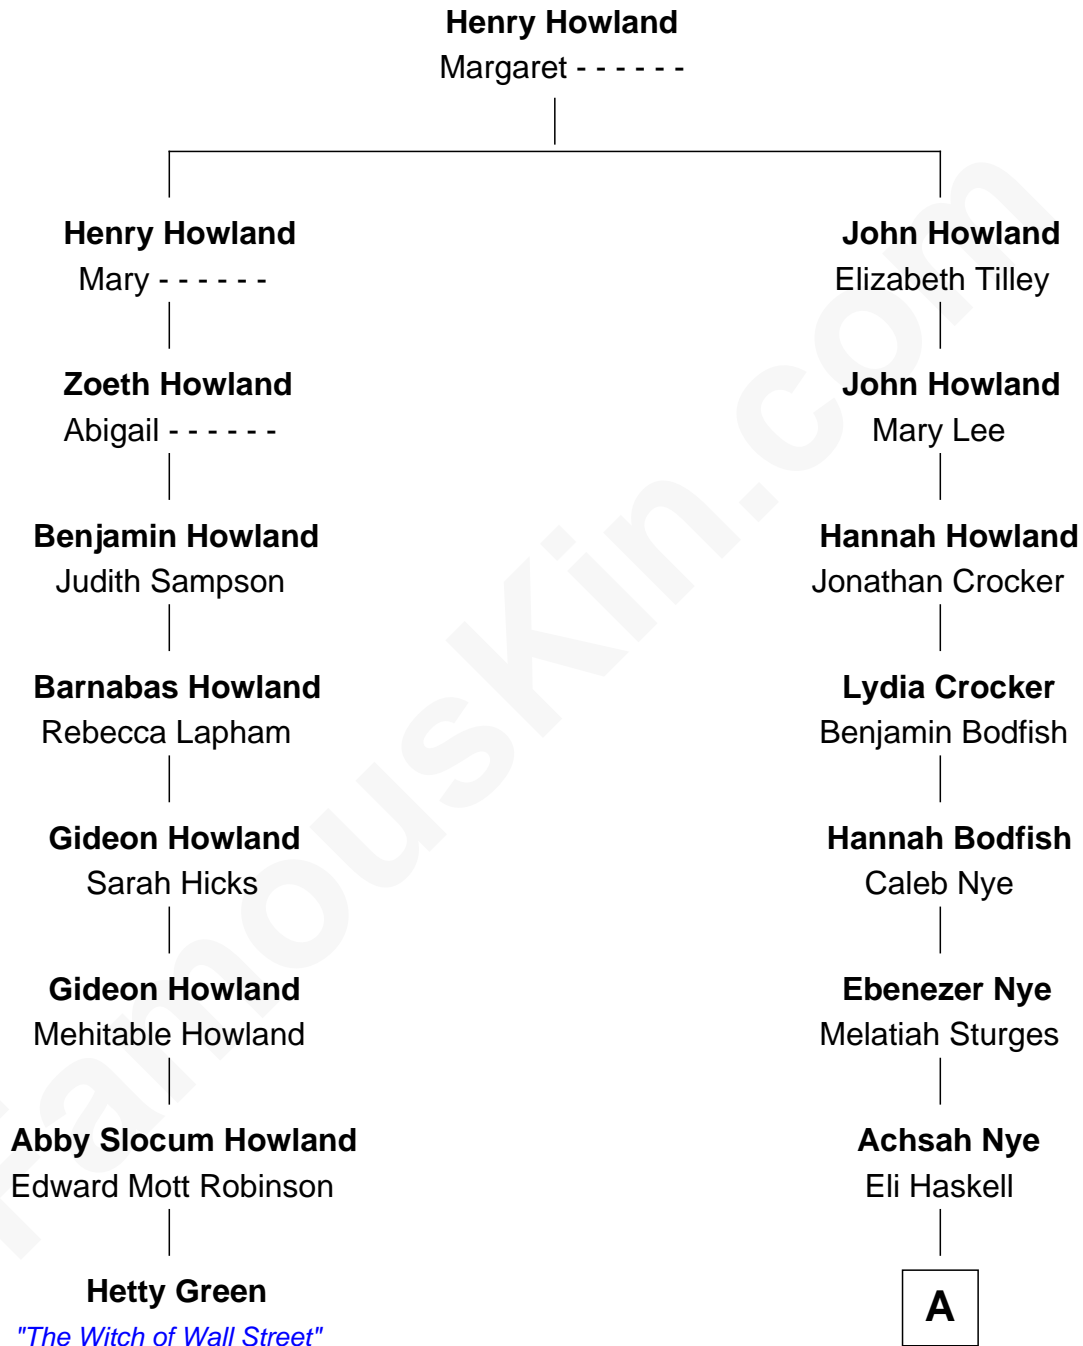 Henry Howland
Margaret - - - - - -
Henry Howland
Mary - - - - - -
John Howland
Elizabeth Tilley
Zoeth Howland
Abigail - - - - - -
John Howland
Mary Lee
Benjamin Howland
Judith Sampson
Hannah Howland
Jonathan Crocker
Barnabas Howland
Rebecca Lapham
Lydia Crocker
Benjamin Bodfish
Gideon Howland
Sarah Hicks
Hannah Bodfish
Caleb Nye
Gideon Howland
Mehitable Howland
Ebenezer Nye
Melatiah Sturges
Abby Slocum Howland
Edward Mott Robinson
Achsah Nye
Eli Haskell
Hetty Green
"The Witch of Wall Street"
A
FamousKin.com